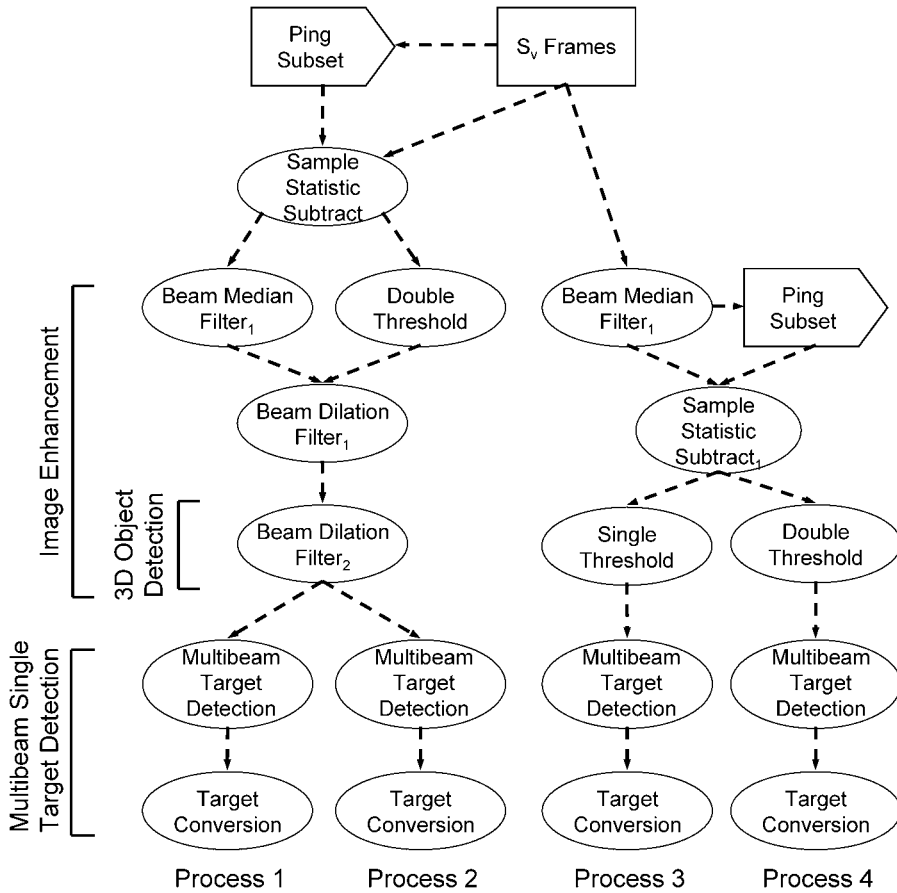 Ping
Subset
S_v Frames
Sample
Statistic
Subtract
Beam Median
Filter_1
Double
Threshold
Beam Median
Filter_1
Ping
Subset
Beam Dilation
Filter_1
Sample
Statistic
Subtract_1
Image Enhancement
3D Object
Detection
Beam Dilation
Filter_2
Single
Threshold
Double
Threshold
Multibeam Single
Target Detection
Multibeam
Target
Detection
Multibeam
Target
Detection
Multibeam
Target
Detection
Multibeam
Target
Detection
Target
Conversion
Target
Conversion
Target
Conversion
Target
Conversion
Process 1
Process 2
Process 3
Process 4